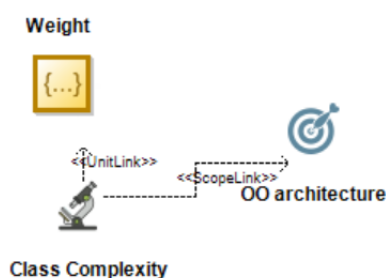 Weight
{...}
<<UnitLink>>
<<ScopeLink>>
OO architecture
Class Complexity